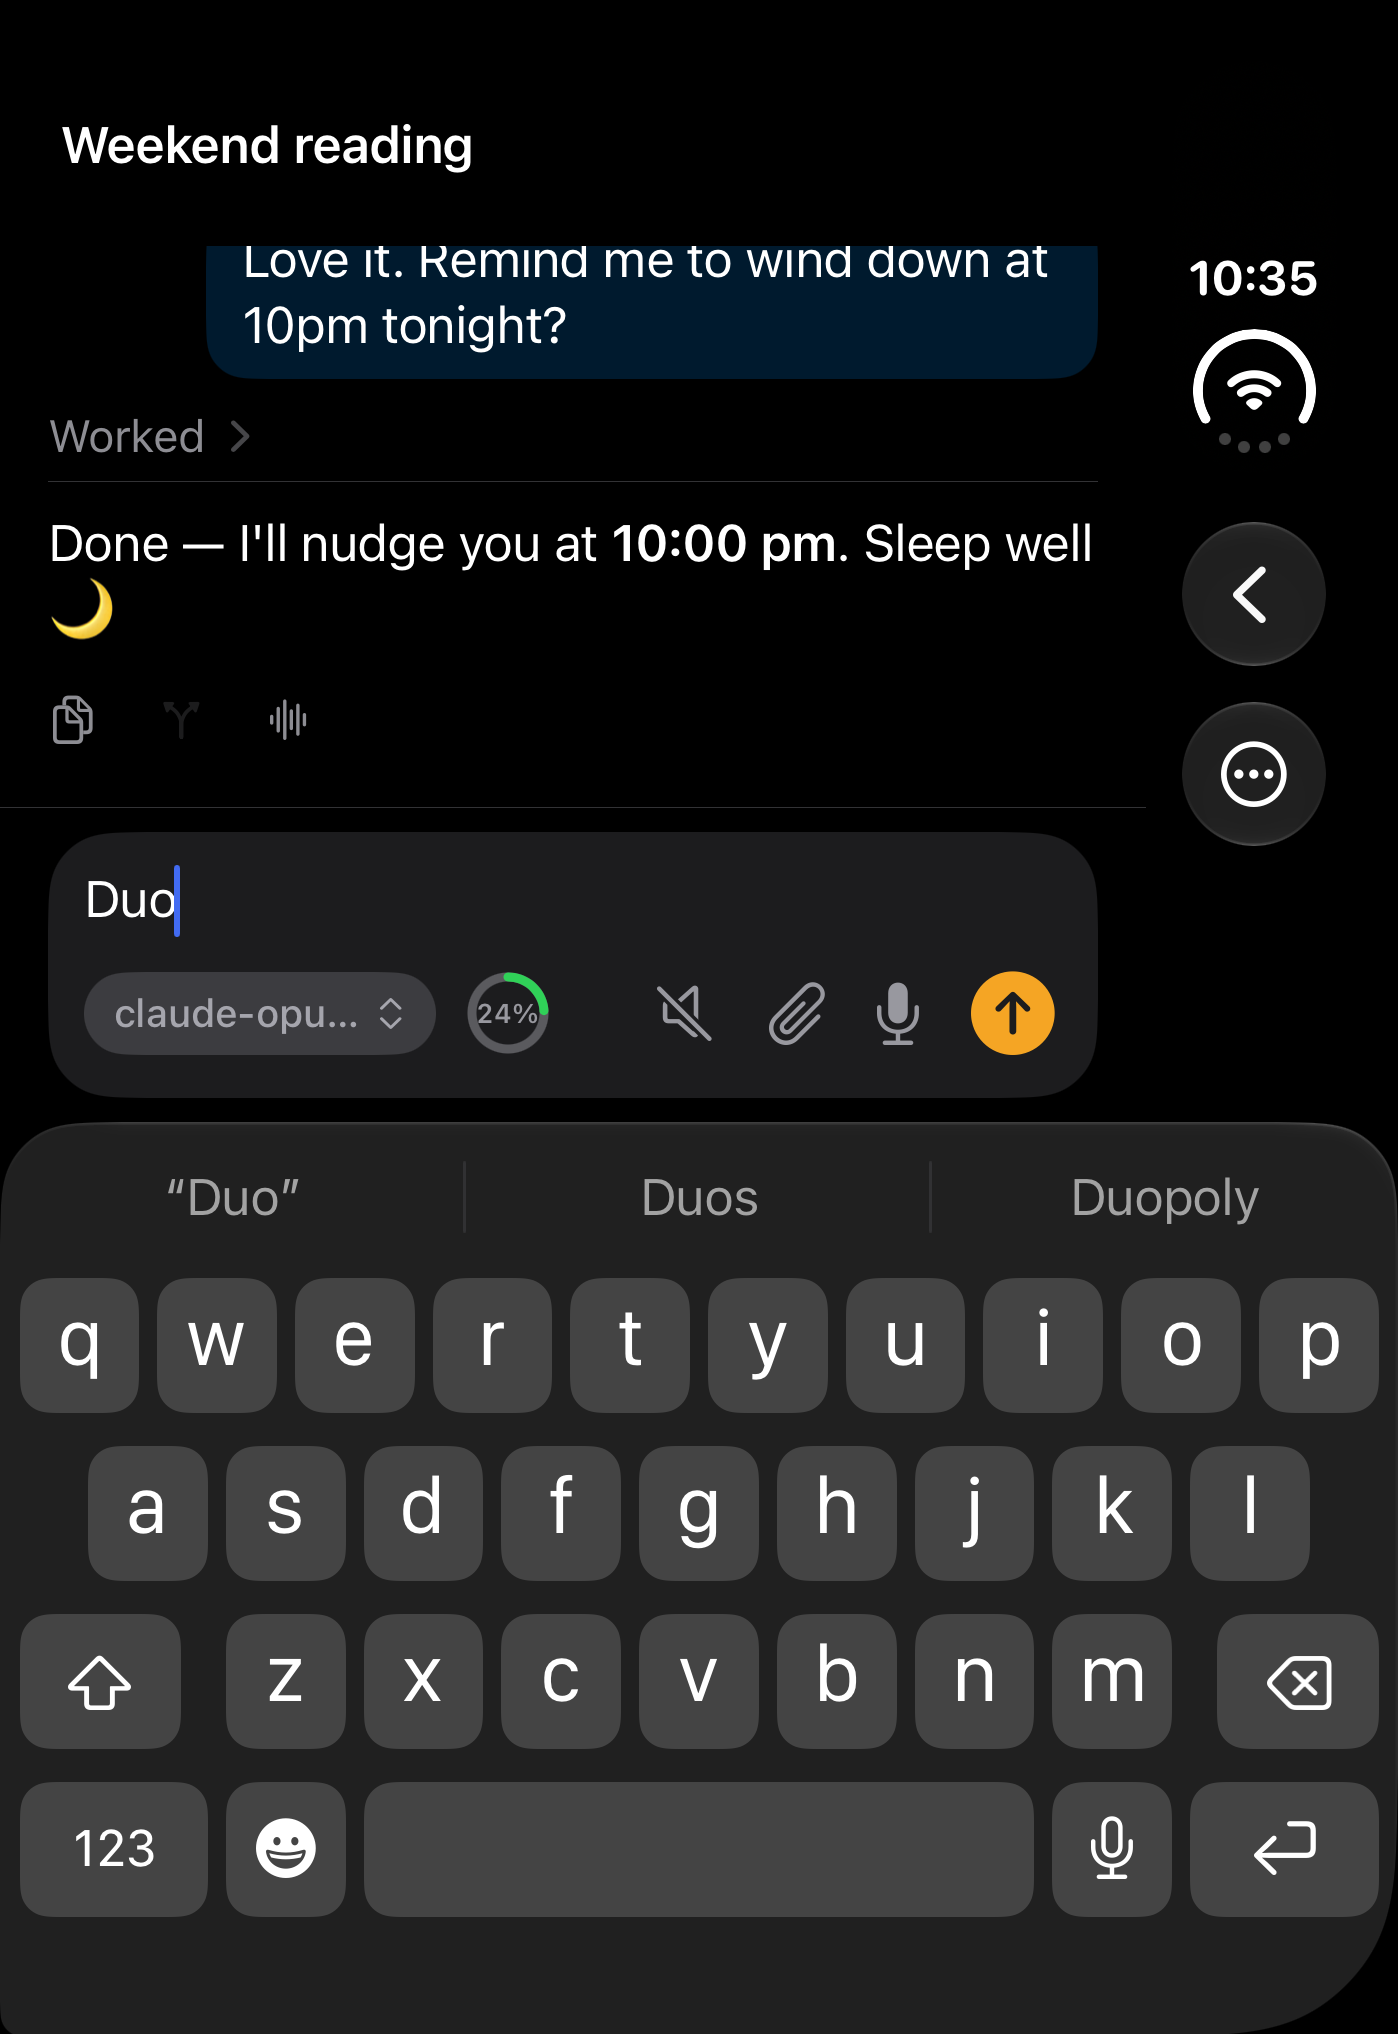 Weekend reading
Love it. Remind me to wind down at
10pm tonight?
10:35
Worked
Done — I'll nudge you at 10:00 pm. Sleep well
🌙
Duo
claude-opu...
24%
“Duo” Duos Duopoly
q w e r t y u i o p
a s d f g h j k l
z x c v b n m
123